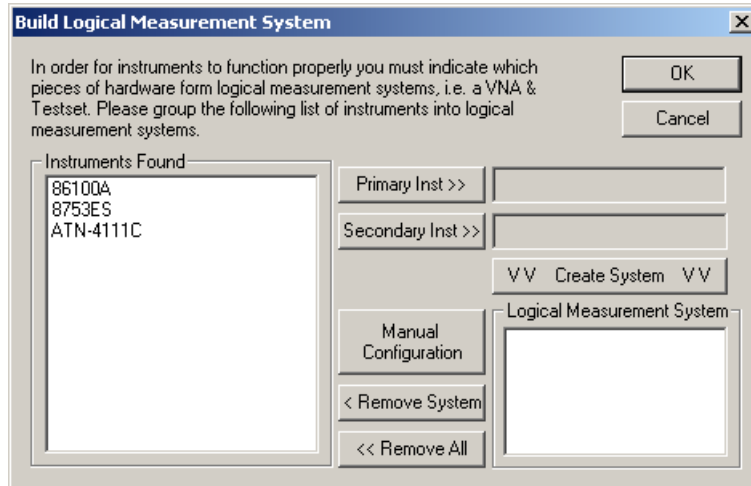 Build Logical Measurement System
In order for instruments to function properly you must indicate which
pieces of hardware form logical measurement systems, i.e. a VNA &
Testset. Please group the following list of instruments into logical
measurement systems.
OK
Cancel
Instruments Found
86100A
8753ES
ATN-4111C
Primary Inst >>
Secondary Inst >>
V V Create System V V
Manual
Configuration
< Remove System
<< Remove All
Logical Measurement System